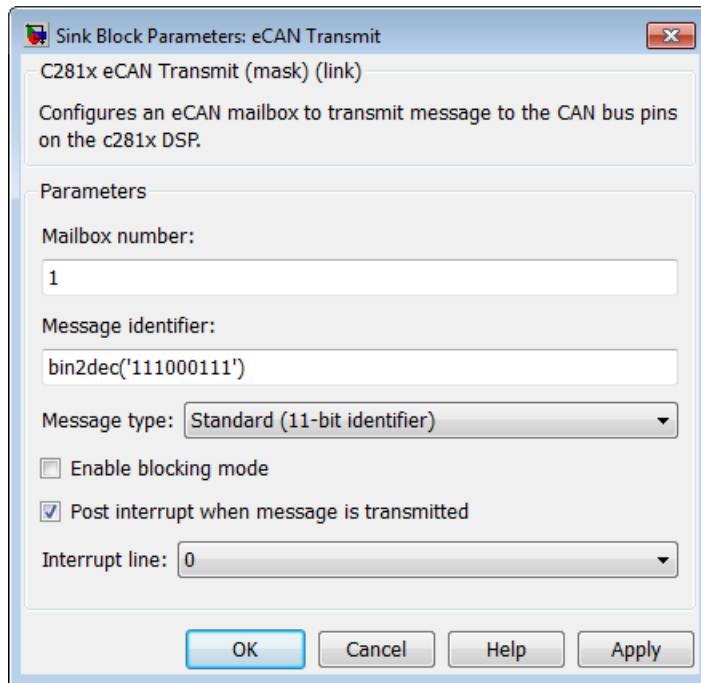 Sink Block Parameters: eCAN Transmit
C281x eCAN Transmit (mask) (link)
Configures an eCAN mailbox to transmit message to the CAN bus pins
on the c281x DSP.
Parameters
Mailbox number:
1
Message identifier:
bin2dec('111000111')
Message type: Standard (11-bit identifier)
Enable blocking mode
Post interrupt when message is transmitted
Interrupt line: 0
OK Cancel Help Apply